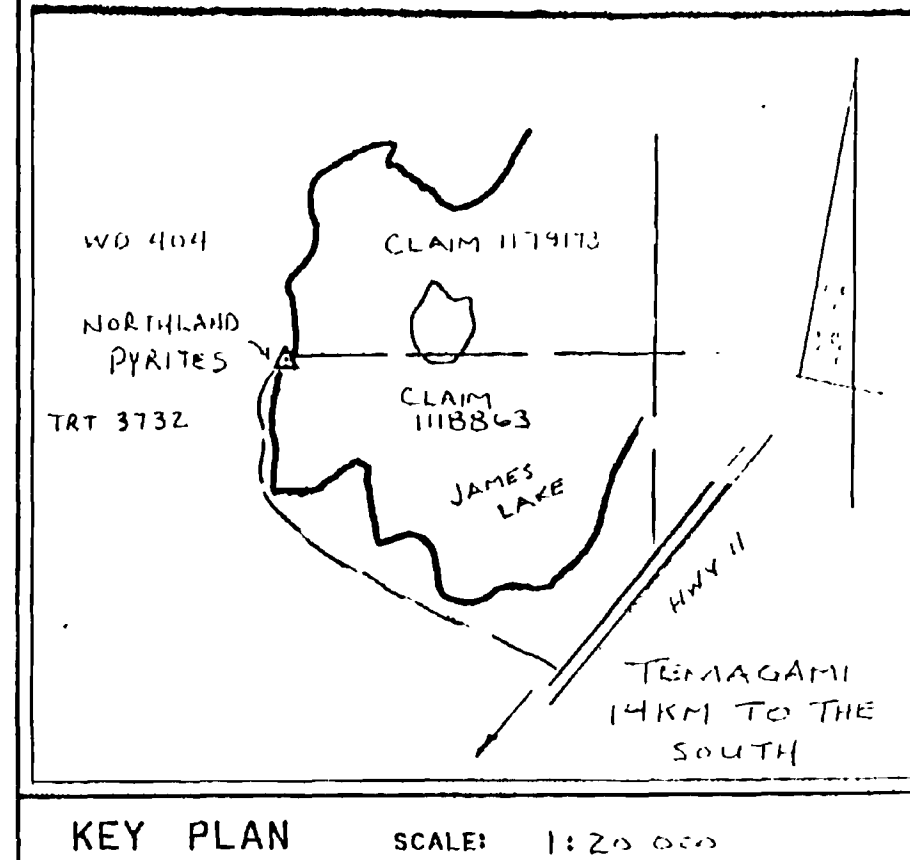 WD 404
CLAIM 1179173
NORTHLAND
PYRITES
TRT 3732
CLAIM
1118863
JAMES
LAKE
HWY 11
TEMAGAMI
14KM TO THE
SOUTH
KEY PLAN SCALE: 1:20 000